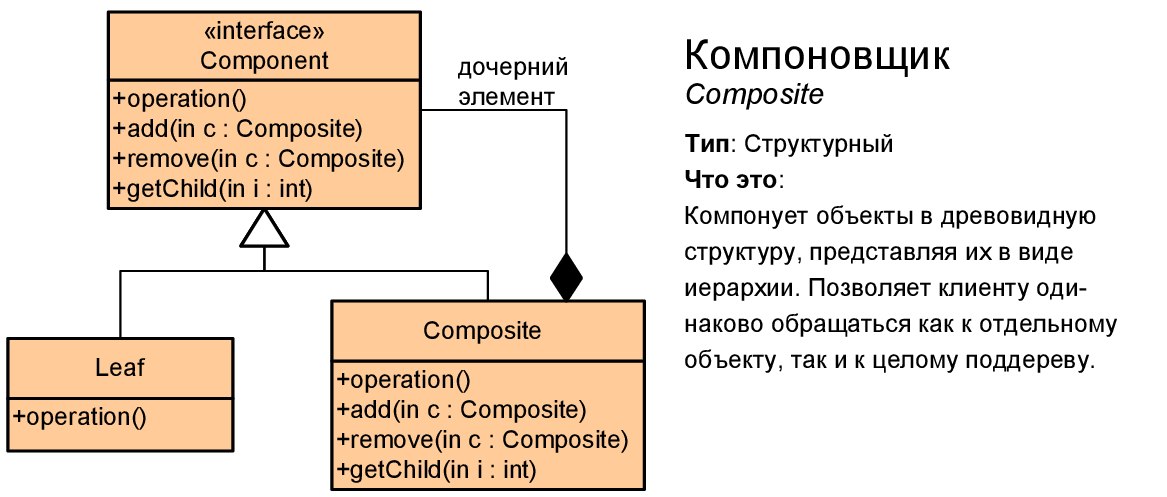 «interface»
Component
+operation()
+add(in c : Composite)
+remove(in c : Composite)
+getChild(in i : int)
дочерний
элемент
Leaf
+operation()
Composite
+operation()
+add(in c : Composite)
+remove(in c : Composite)
+getChild(in i : int)
Компоновщик
Composite
Тип: Структурный
Что это:
Компонует объекты в древовидную
структуру, представляя их в виде
иерархии. Позволяет клиенту оди-
наково обращаться как к отдельному
объекту, так и к целому поддереву.